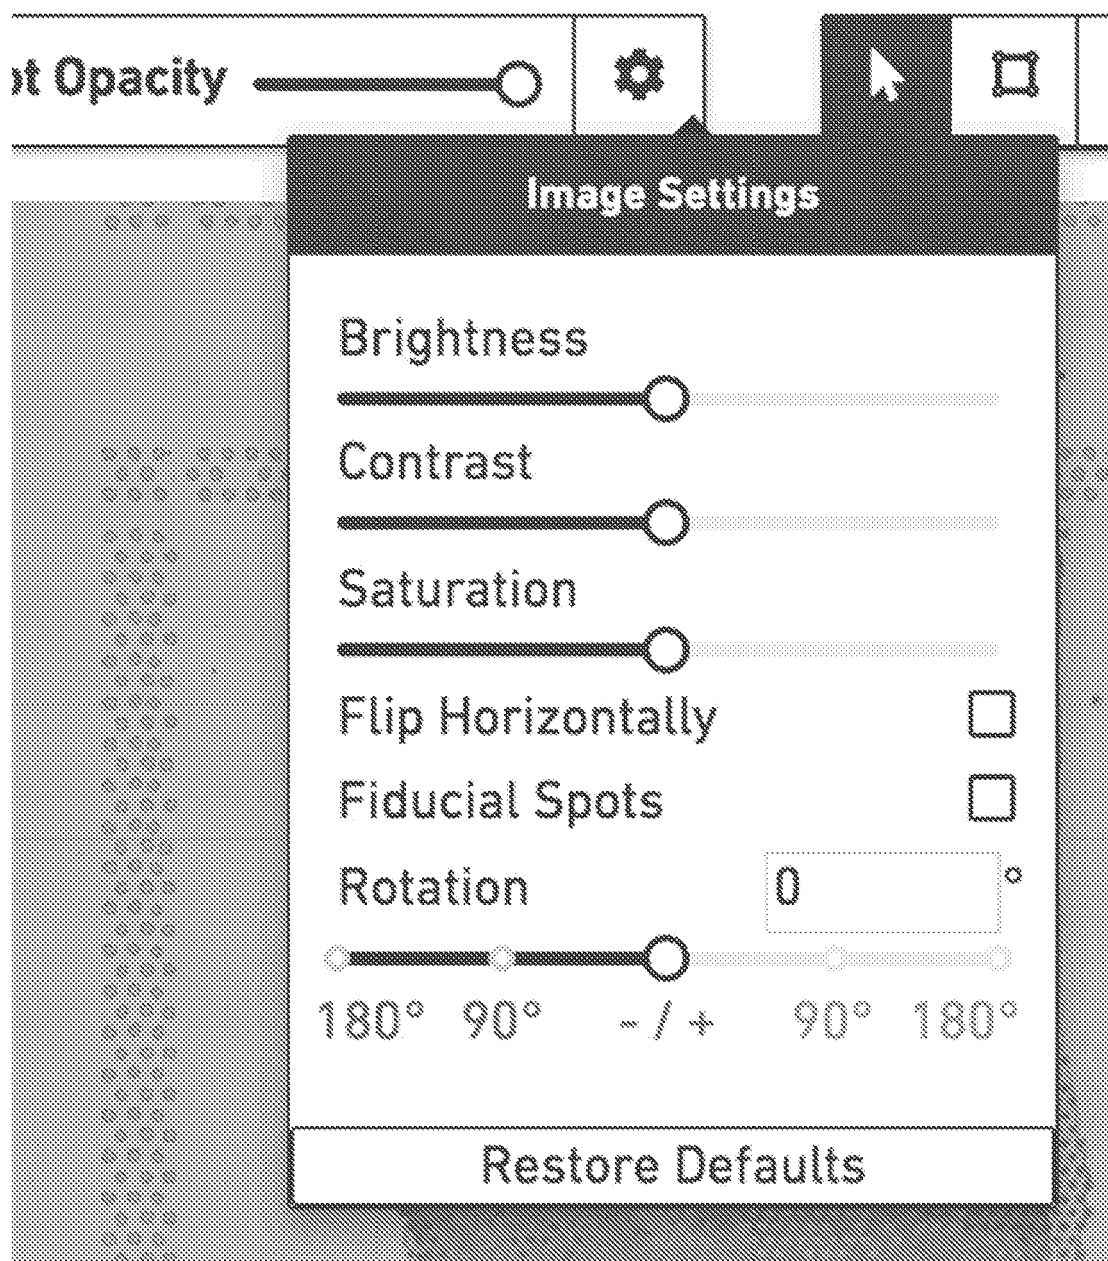 ot Opacity
Image Settings
Brightness
Contrast
Saturation
Flip Horizontally
Fiducial Spots
Rotation 0 °
180° 90° - / + 90° 180°
Restore Defaults